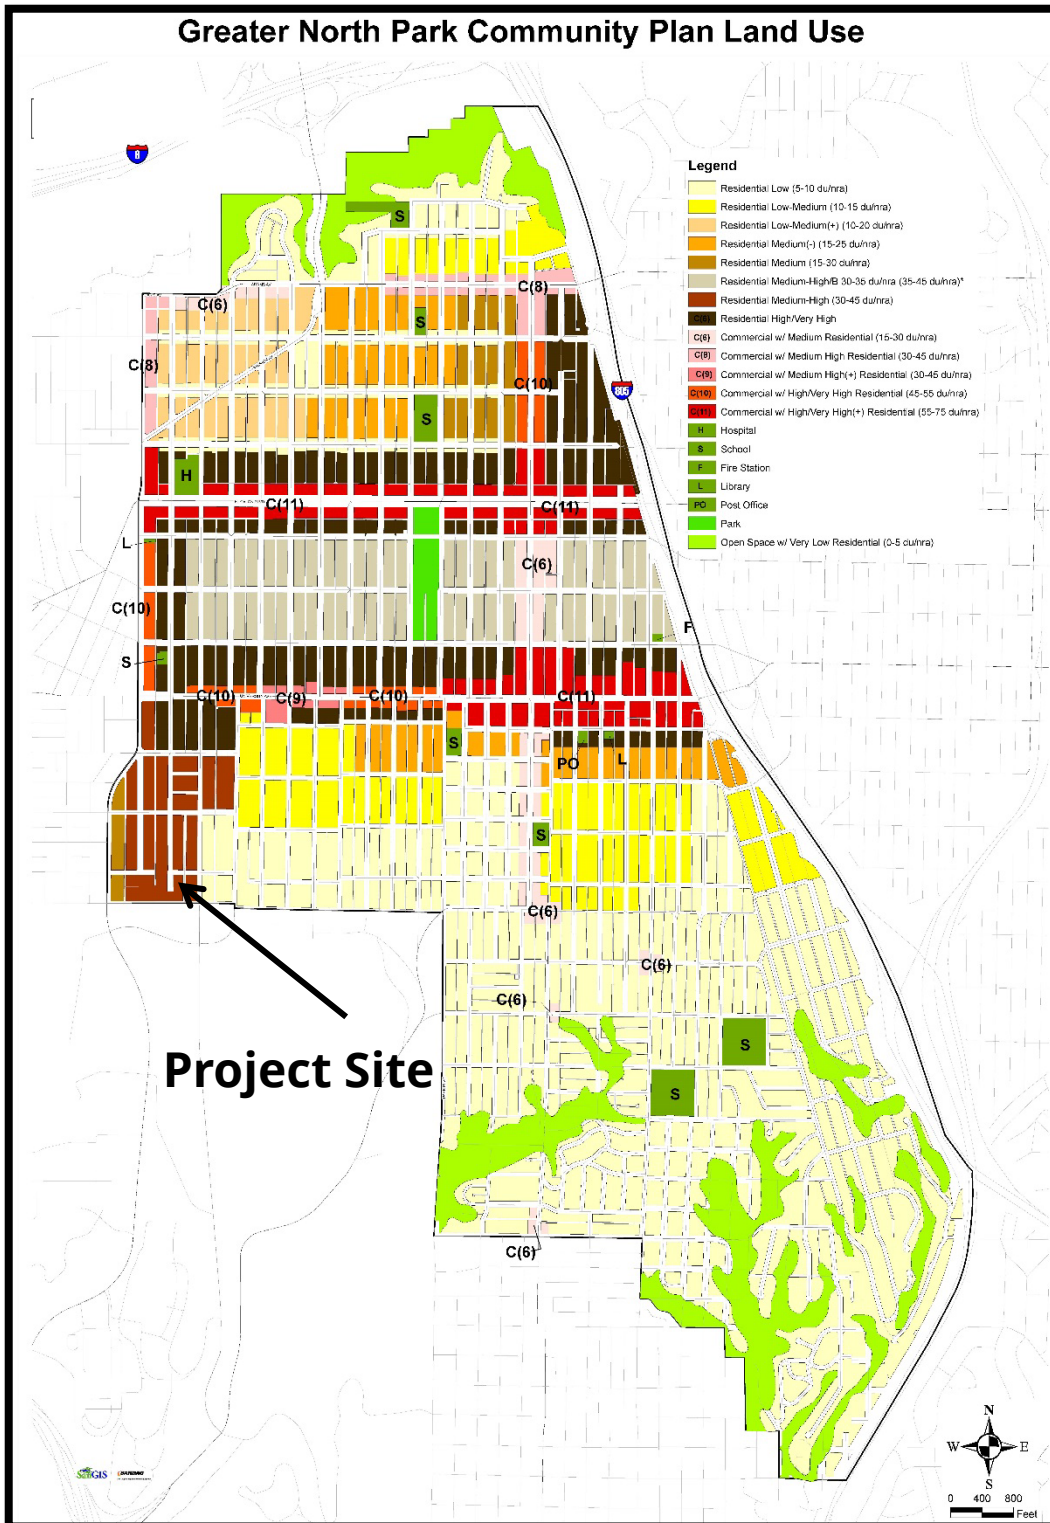 Greater North Park Community Plan Land Use
8
Legend
Residential Low (5-10 du/nra)
Residential Low-Medium (10-15 du/nra)
Residential Low-Medium(+) (10-20 du/nra)
Residential Medium(-) (15-25 du/nra)
Residential Medium (15-30 du/nra)
Residential Medium-High/B 30-35 du/nra (35-45 du/nra)*
Residential Medium-High (30-45 du/nra)
Residential High/Very High
C(6) Commercial w/ Medium Residential (15-30 du/nra)
C(8) Commercial w/ Medium High Residential (30-45 du/nra)
C(9) Commercial w/ Medium High(+) Residential (30-45 du/nra)
C(10) Commercial w/ High/Very High Residential (45-55 du/nra)
C(11) Commercial w/ High/Very High(+) Residential (55-75 du/nra)
H Hospital
S School
F Fire Station
L Library
PO Post Office
Park
Open Space w/ Very Low Residential (0-5 du/nra)
S
C(8)
C(6)
S
C(8)
C(10)
805
S
H
C(11)
C(11)
L
C(6)
C(10)
F
S
C(10)
C(9)
C(10)
C(11)
S
PO
L
S
C(6)
C(6)
C(6)
S
Project Site
S
C(6)
N
W
E
S
SanGIS
0 400 800
Feet